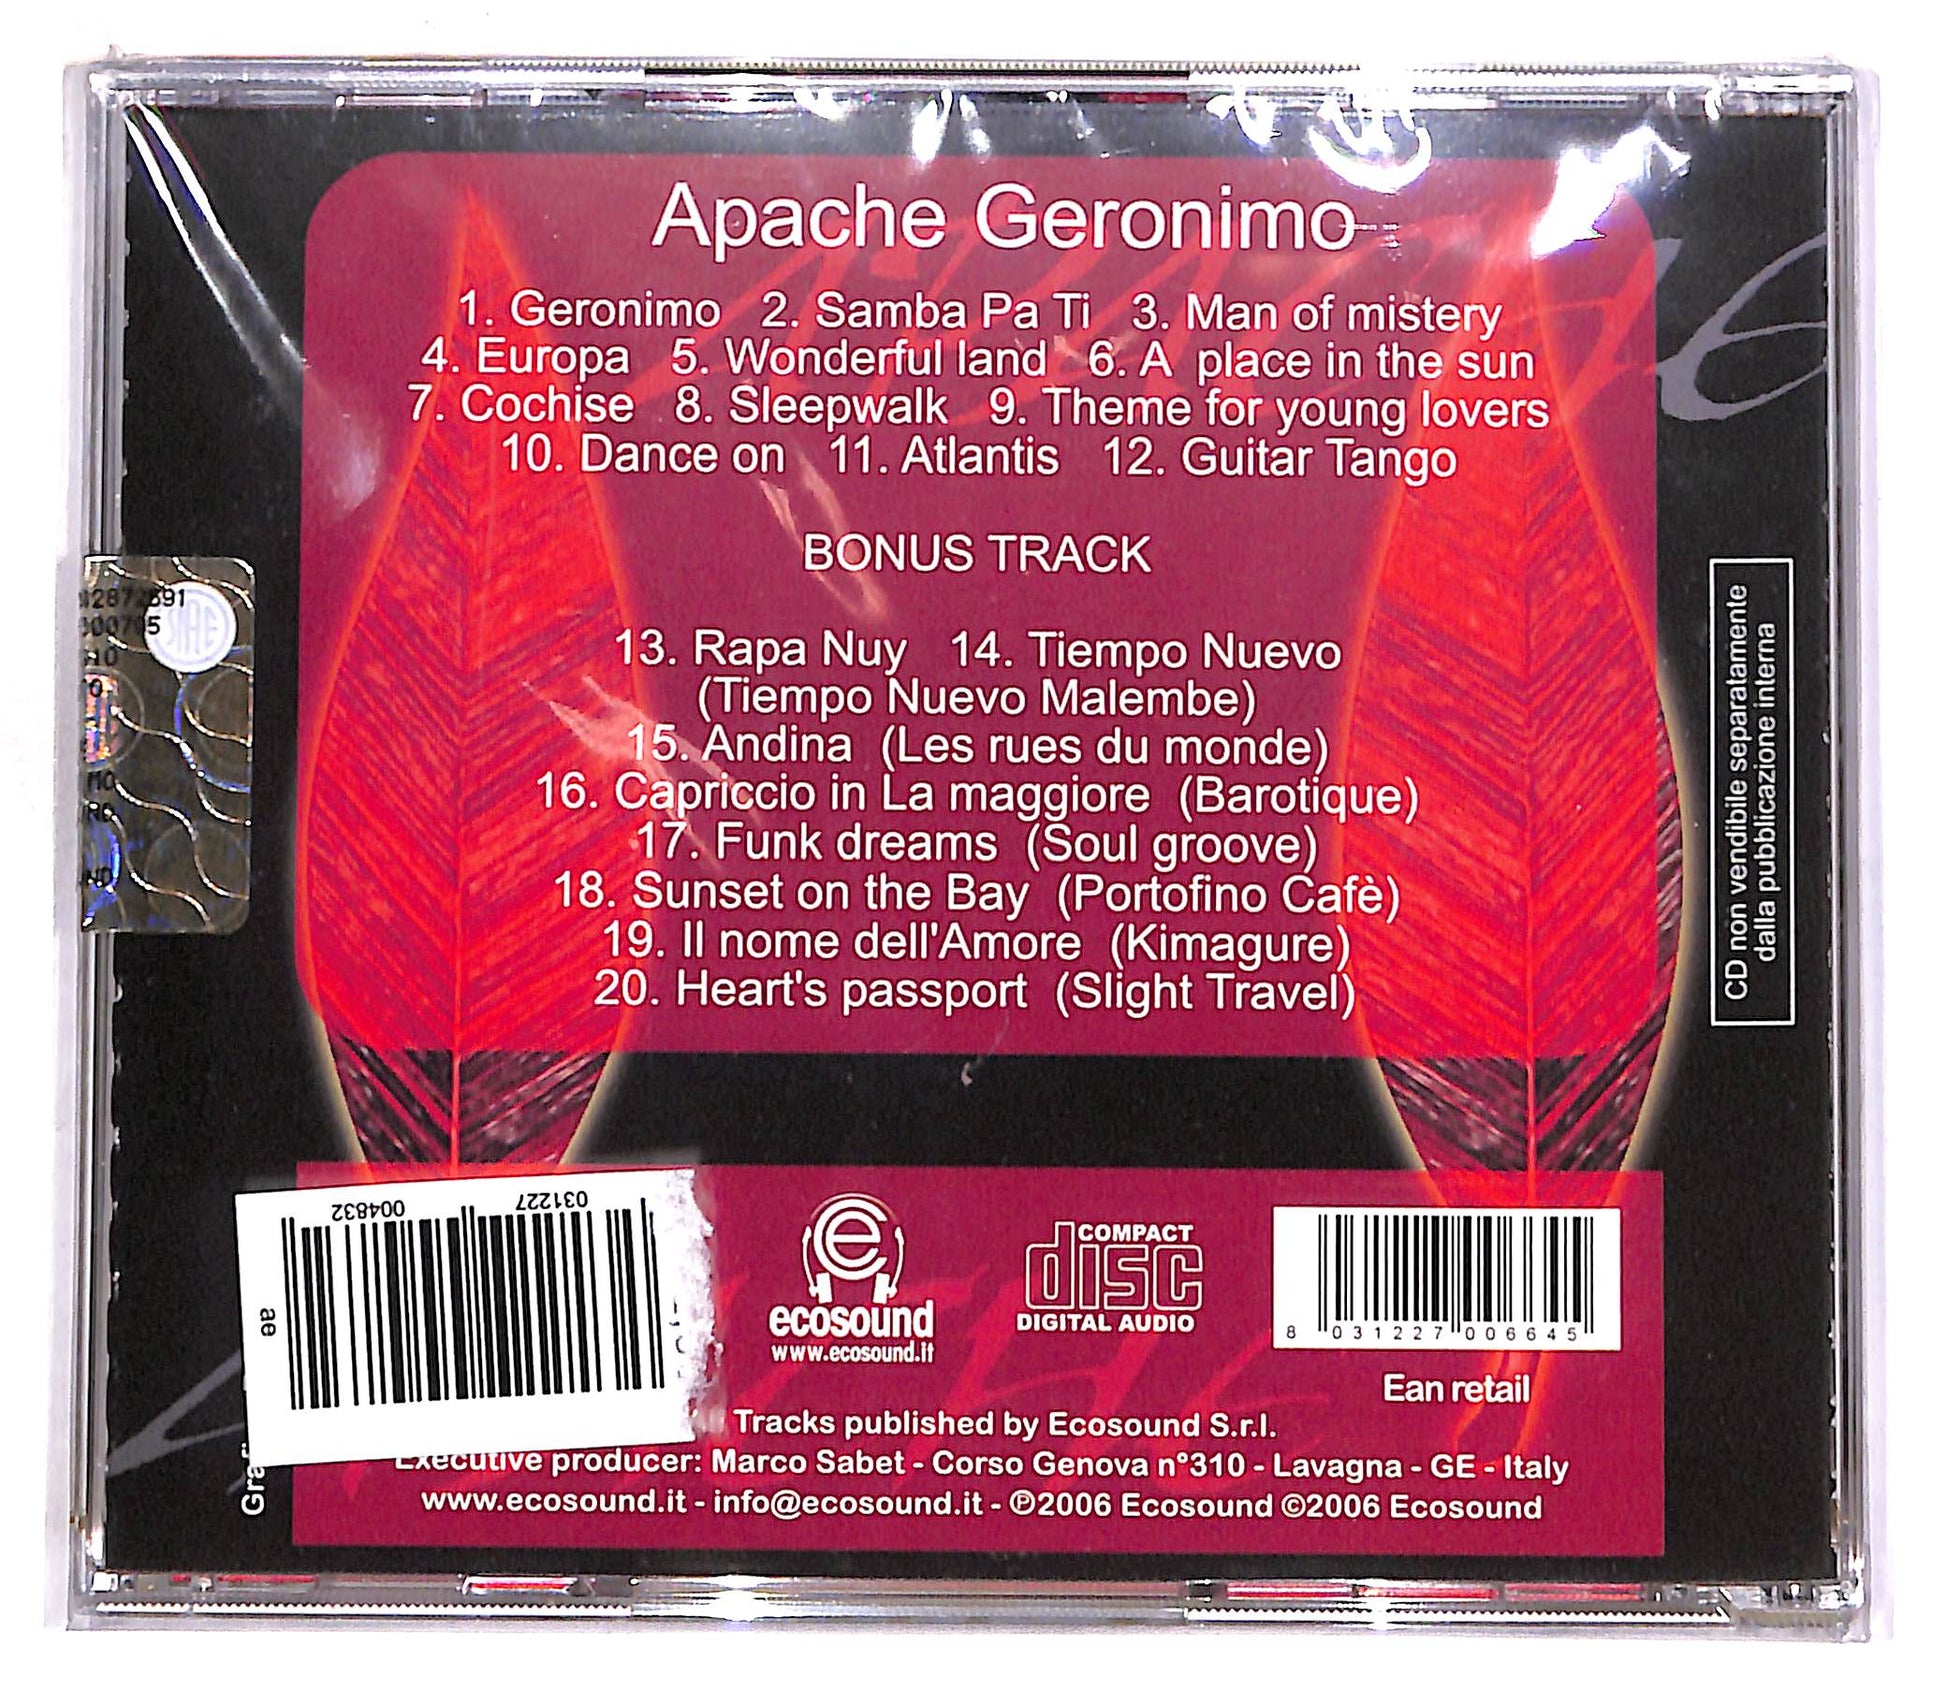 Apache Geronimo
1. Geronimo 2. Samba Pa Ti 3. Man of mistery
4. Europa 5. Wonderful land 6. A place in the sun
7. Cochise 8. Sleepwalk 9. Theme for young lovers
10. Dance on 11. Atlantis 12. Guitar Tango
BONUS TRACK
13. Rapa Nuy 14. Tiempo Nuevo
(Tiempo Nuevo Malembe)
15. Andina (Les rues du monde)
16. Capriccio in La maggiore (Barotique)
17. Funk dreams (Soul groove)
18. Sunset on the Bay (Portofino Cafè)
19. Il nome dell'Amore (Kimagure)
20. Heart's passport (Slight Travel)
CD non vendibile separatamente
dalla pubblicazione interna
SIAE
031227 004832
ae
e
ecosound
www.ecosound.it
COMPACT
disc
DIGITAL AUDIO
8 031227 006645
Ean retail
Tracks published by Ecosound S.r.l.
Executive producer: Marco Sabet - Corso Genova n°310 - Lavagna - GE - Italy
www.ecosound.it - info@ecosound.it - ℗2006 Ecosound ©2006 Ecosound